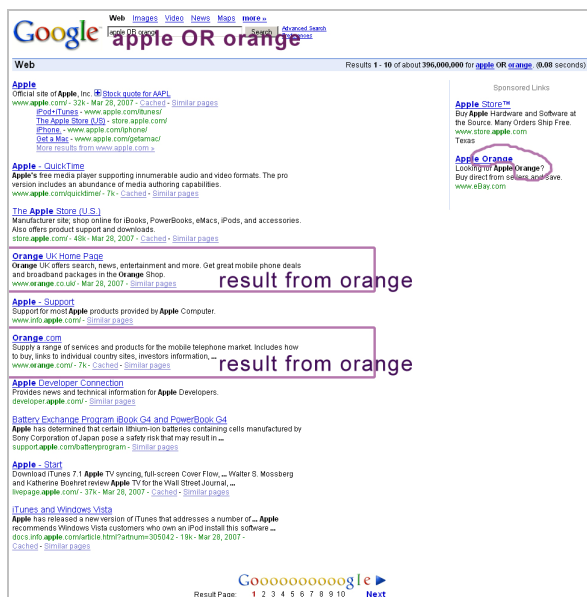 Web Images Video News Maps more »
Google apple OR orange Search Advanced Search
Preferences
apple OR orange
Web Results 1 - 10 of about 396,000,000 for apple OR orange. (0.08 seconds)
Apple
Official site of Apple, Inc. Stock quote for AAPL
www.apple.com/ - 32k - Mar 28, 2007 - Cached - Similar pages
iPod+iTunes - www.apple.com/itunes/
The Apple Store (US) - store.apple.com/
iPhone. - www.apple.com/iphone/
Get a Mac - www.apple.com/getamac/
More results from www.apple.com »
Apple - QuickTime
Apple's free media player supporting innumerable audio and video formats. The pro
version includes an abundance of media authoring capabilities.
www.apple.com/quicktime/ - 7k - Cached - Similar pages
The Apple Store (U.S.)
Manufacturer site; shop online for iBooks, PowerBooks, eMacs, iPods, and accessories.
Also offers product support and downloads.
store.apple.com/ - 48k - Mar 28, 2007 - Cached - Similar pages
Orange UK Home Page
Orange UK offers search, news, entertainment and more. Get great mobile phone deals
and broadband packages in the Orange Shop.
www.orange.co.uk/ - Mar 28, 2007 - Similar pages
result from orange
Apple - Support
Support for most Apple products provided by Apple Computer.
www.info.apple.com/ - Similar pages
Orange.com
Supply a range of services and products for the mobile telephone market. Includes how
to buy, links to individual country sites, investors information, ...
www.orange.com/ - 7k - Cached - Similar pages
result from orange
Apple Developer Connection
Provides news and technical information for Apple Developers.
developer.apple.com/ - Similar pages
Battery Exchange Program iBook G4 and PowerBook G4
Apple has determined that certain lithium-ion batteries containing cells manufactured by
Sony Corporation of Japan pose a safety risk that may result in ...
support.apple.com/batteryprogram - Similar pages
Apple - Start
Download iTunes 7.1 Apple TV syncing, full-screen Cover Flow, ... Walter S. Mossberg
and Katherine Boehret review Apple TV for the Wall Street Journal, ...
livepage.apple.com/ - 37k - Mar 28, 2007 - Cached - Similar pages
iTunes and Windows Vista
Apple has released a new version of iTunes that addresses a number of ... Apple
recommends Windows Vista customers who own an iPod install this software ...
docs.info.apple.com/article.html?artnum=305042 - 19k - Mar 28, 2007 -
Cached - Similar pages
Sponsored Links
Apple Store™
Buy Apple Hardware and Software at
the Source. Many Orders Ship Free.
www.store.apple.com
Texas
Apple Orange
Looking for Apple Orange?
Buy direct from sellers and save.
www.eBay.com
Goooooooooogle
Result Page: 1 2 3 4 5 6 7 8 9 10 Next